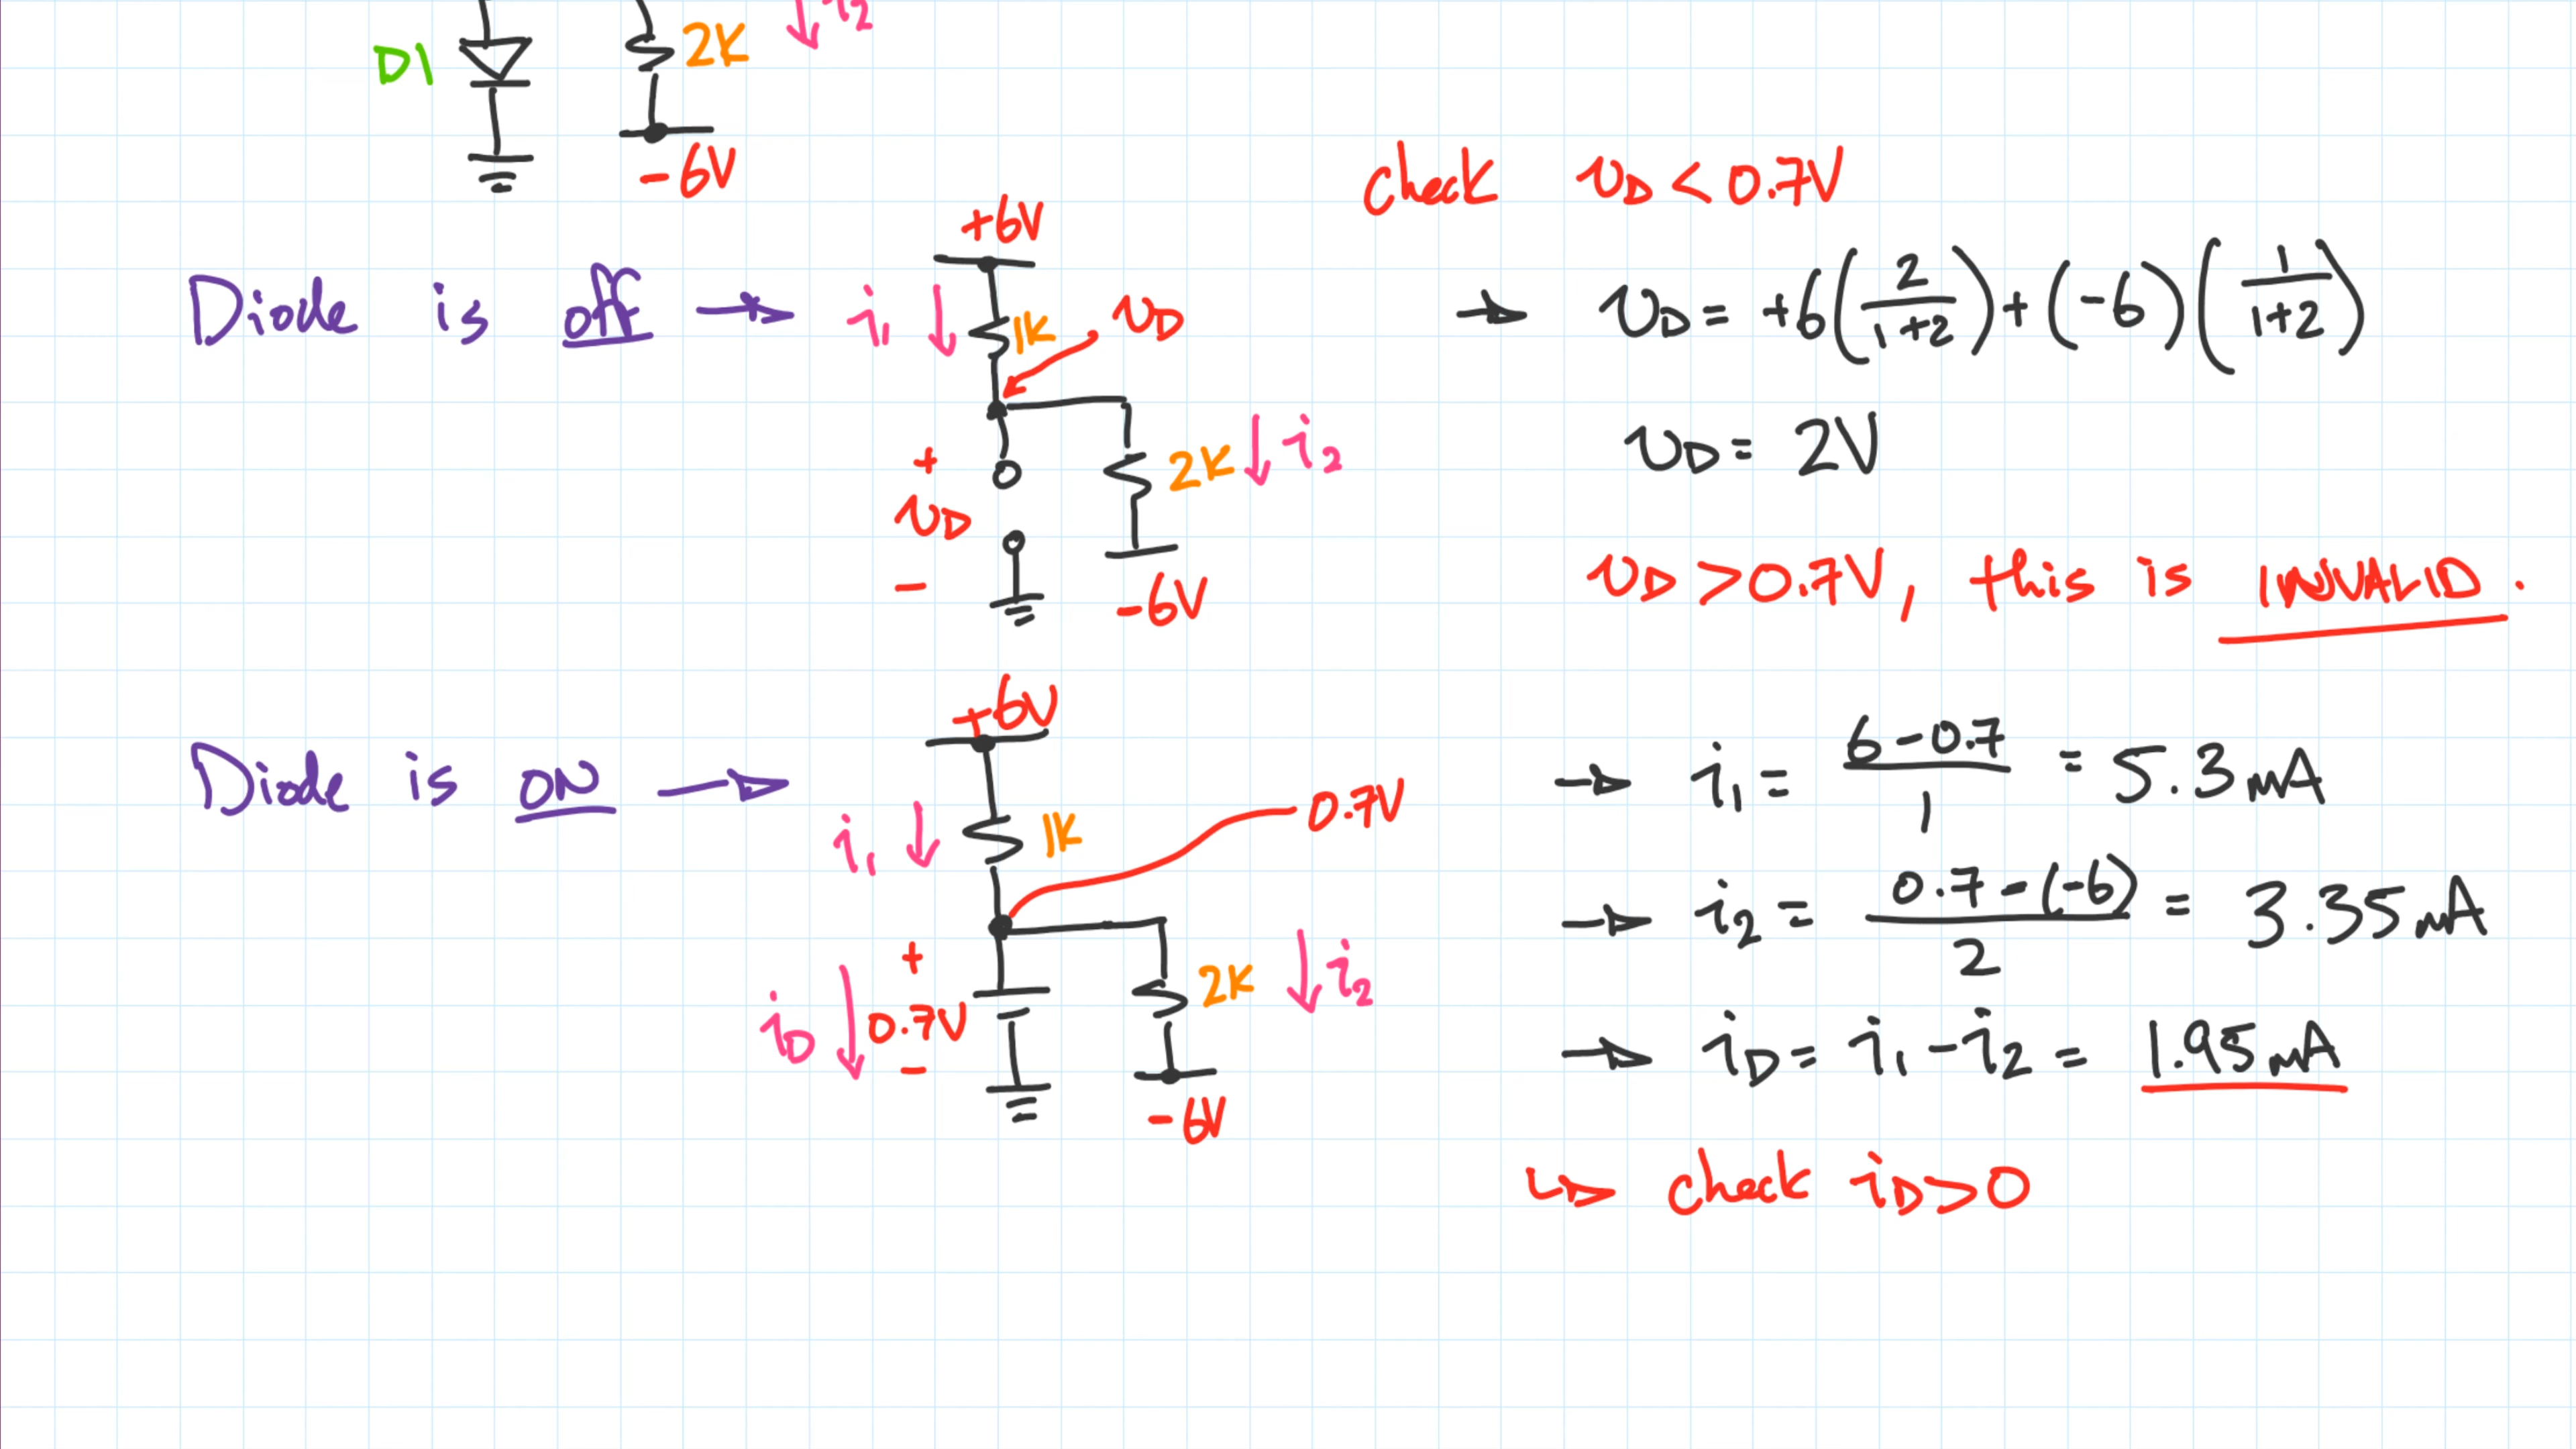 D1
2K
i2
-6V
check vD < 0.7V
Diode is off →
+6V
i1
1K
vD
+
vD
-
2K
i2
-6V
→ vD = +6(2/(1+2)) + (-6)(1/(1+2))
vD = 2V
vD > 0.7V, this is INVALID.
Diode is ON →
+6V
i1
1K
0.7V
iD
+
0.7V
-
2K
i2
-6V
→ i1 = (6-0.7)/1 = 5.3mA
→ i2 = (0.7-(-6))/2 = 3.35mA
→ iD = i1 - i2 = 1.95mA
↳ check iD > 0